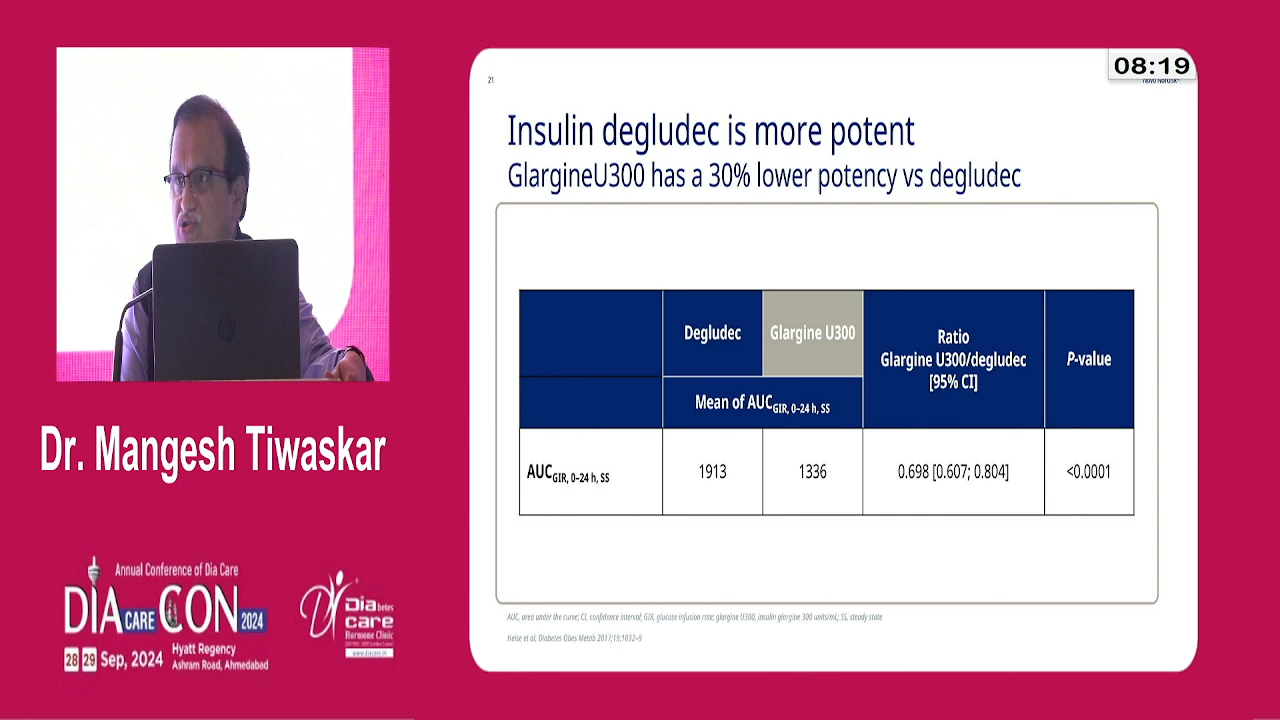 08:19
21
Insulin degludec is more potent
GlargineU300 has a 30% lower potency vs degludec
Degludec
Glargine U300
Ratio
Glargine U300/degludec
[95% CI]
P-value
Mean of AUCGIR, 0–24 h, SS
AUCGIR, 0–24 h, SS
1913
1336
0.698 [0.607; 0.804]
<0.0001
AUC, area under the curve; CI, confidence interval; GIR, glucose infusion rate; glargine U300, insulin glargine 300 units/mL; SS, steady state
Heise et al. Diabetes Obes Metab 2017;19:1032–9
Dr. Mangesh Tiwaskar
Annual Conference of Dia Care
DIA CARE CON 2024
28 29 Sep, 2024
Hyatt Regency
Ashram Road, Ahmedabad
Diabetes
care
Hormone Clinic
www.diacare.in